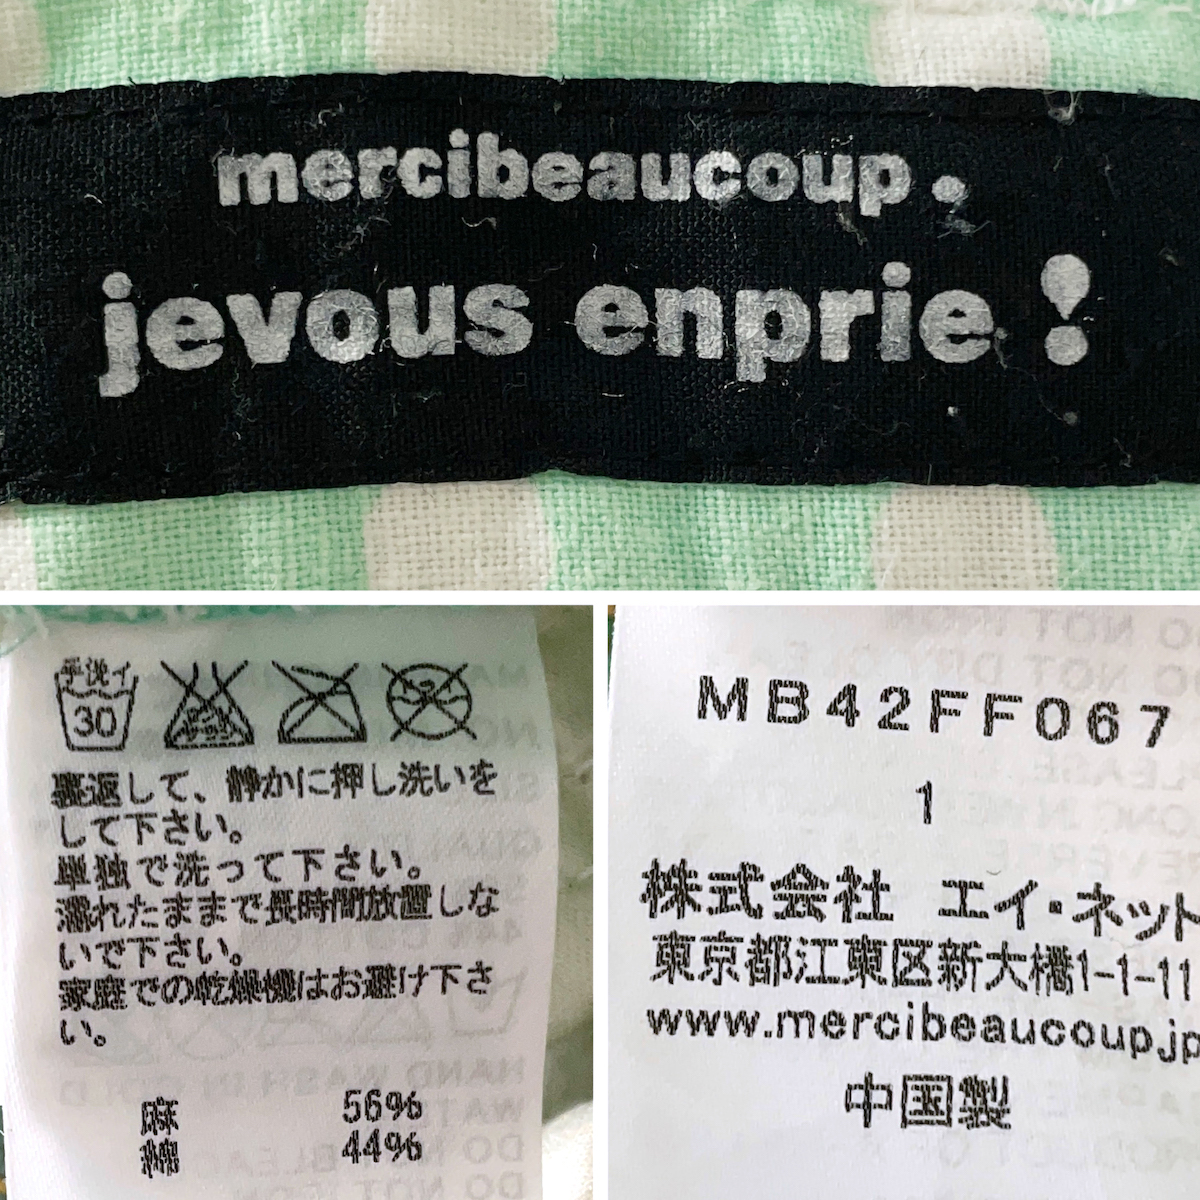 mercibeaucoup.
jevous enprie!
手洗イ
30
裏返して、静かに押し洗いを
して下さい。
単独で洗って下さい。
濡れたままで長時間放置しな
いで下さい。
家庭での乾燥機はお避け下さ
い。
麻 56%
綿 44%
MB42FF067
1
株式会社 エイ・ネット
東京都江東区新大橋1-1-11
www.mercibeaucoup.jp
中国製